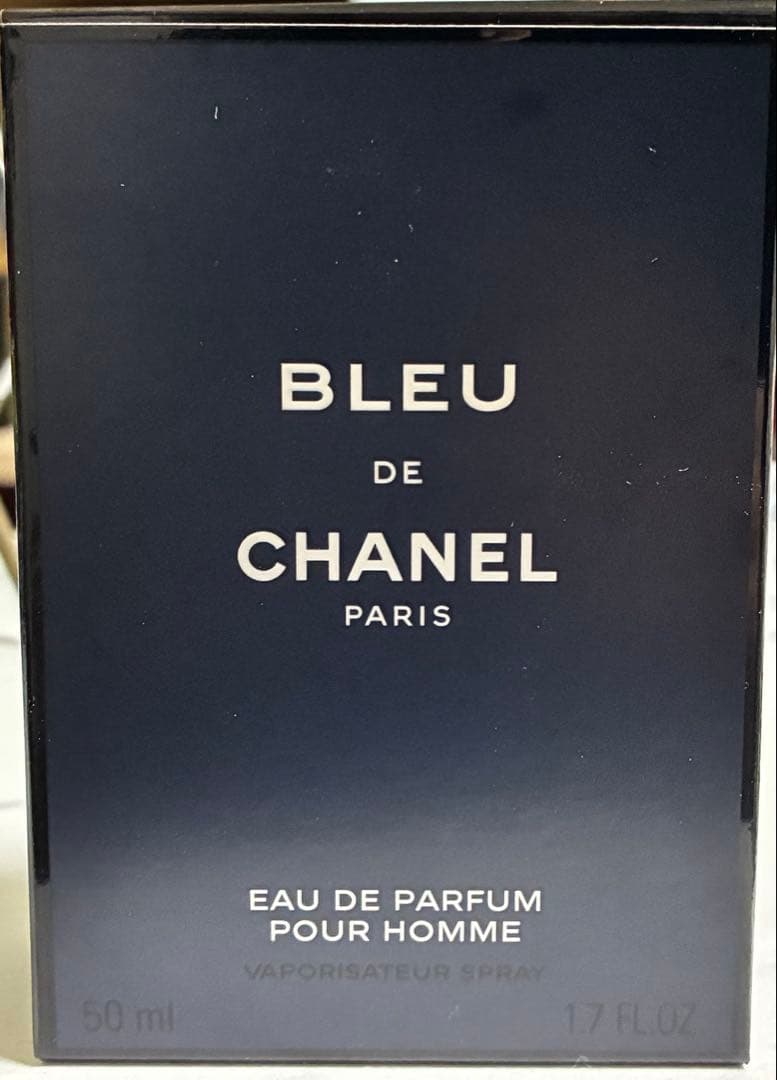 BLEU
DE
CHANEL
PARIS
EAU DE PARFUM
POUR HOMME
VAPORISATEUR SPRAY
50 ml 1.7 FL.OZ